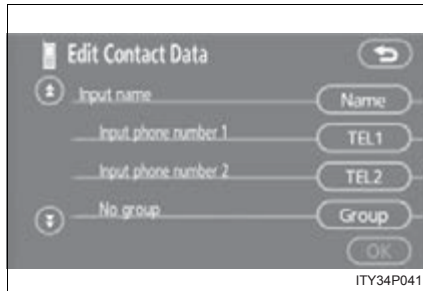 Edit Contact Data
Input name Name
Input phone number 1 TEL1
Input phone number 2 TEL2
No group Group
OK
ITY34P041